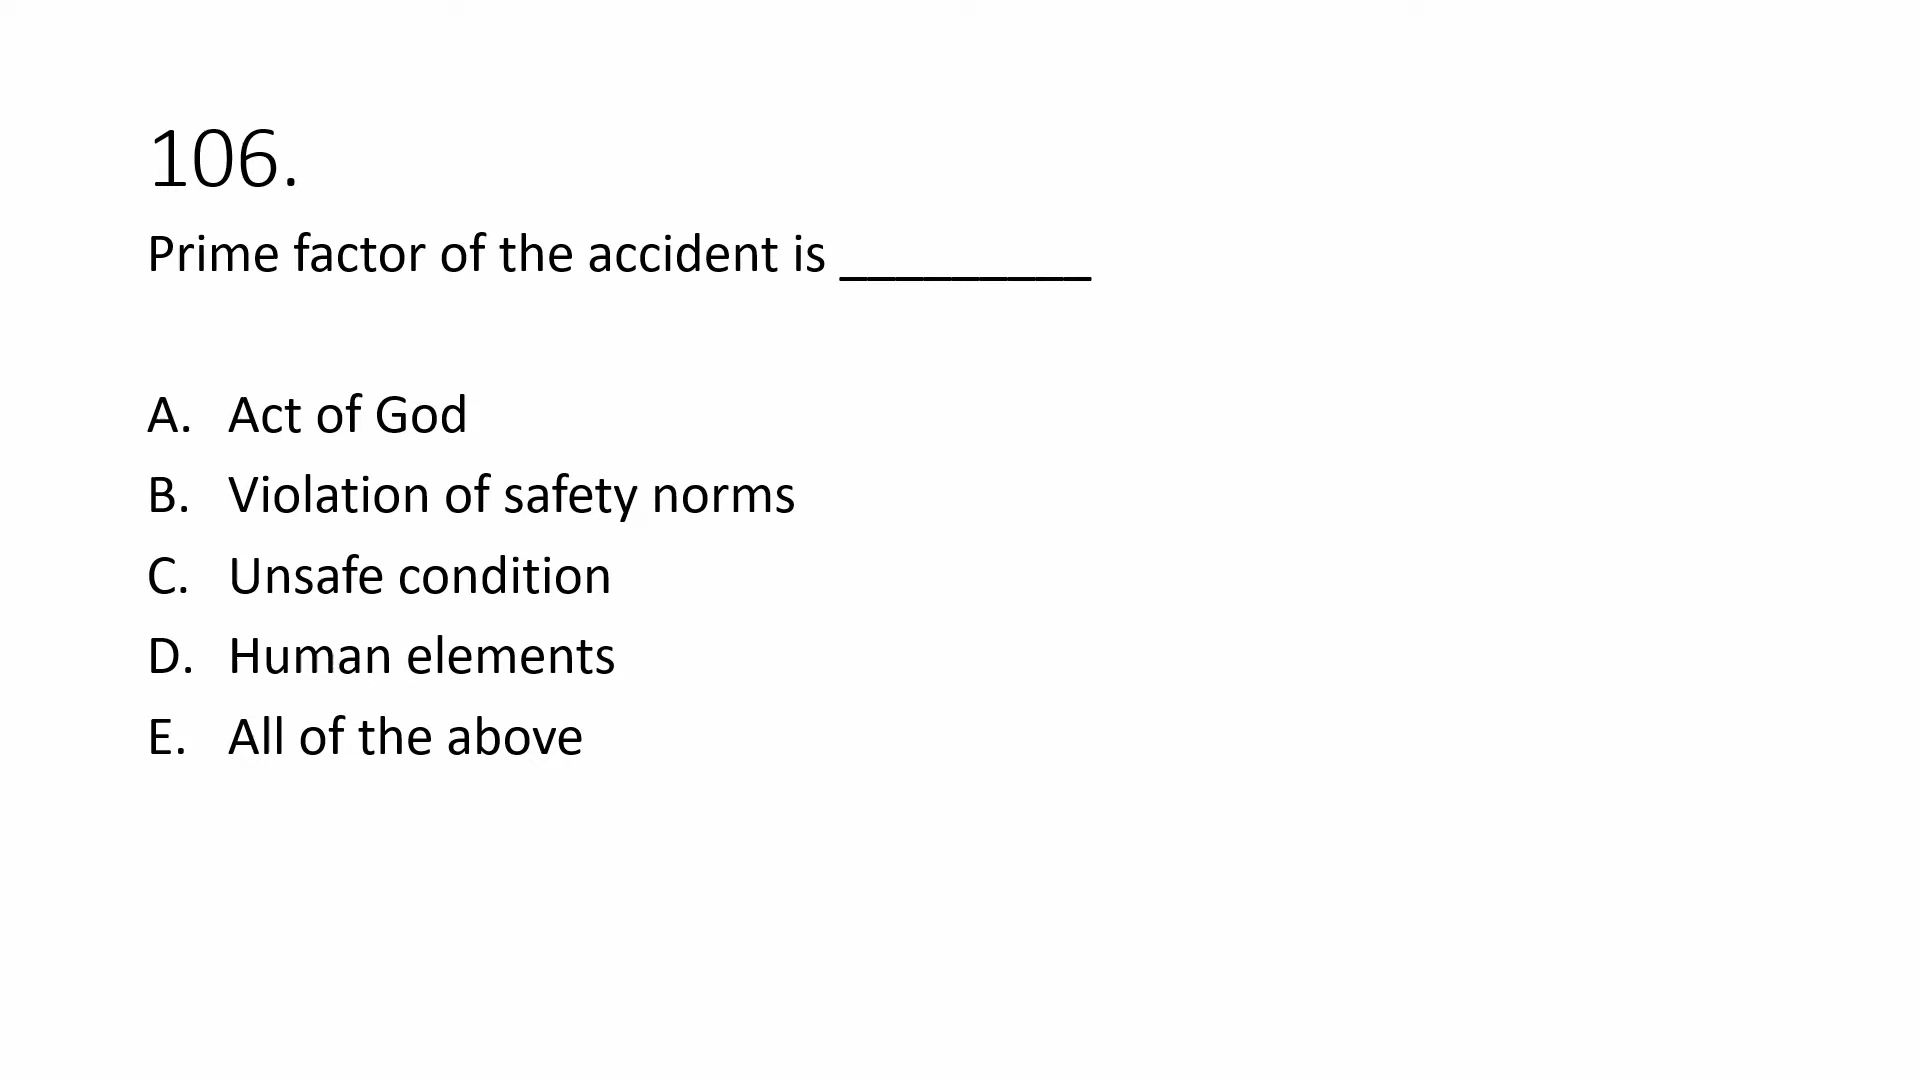 106.
Prime factor of the accident is _________
A. Act of God
B. Violation of safety norms
C. Unsafe condition
D. Human elements
E. All of the above